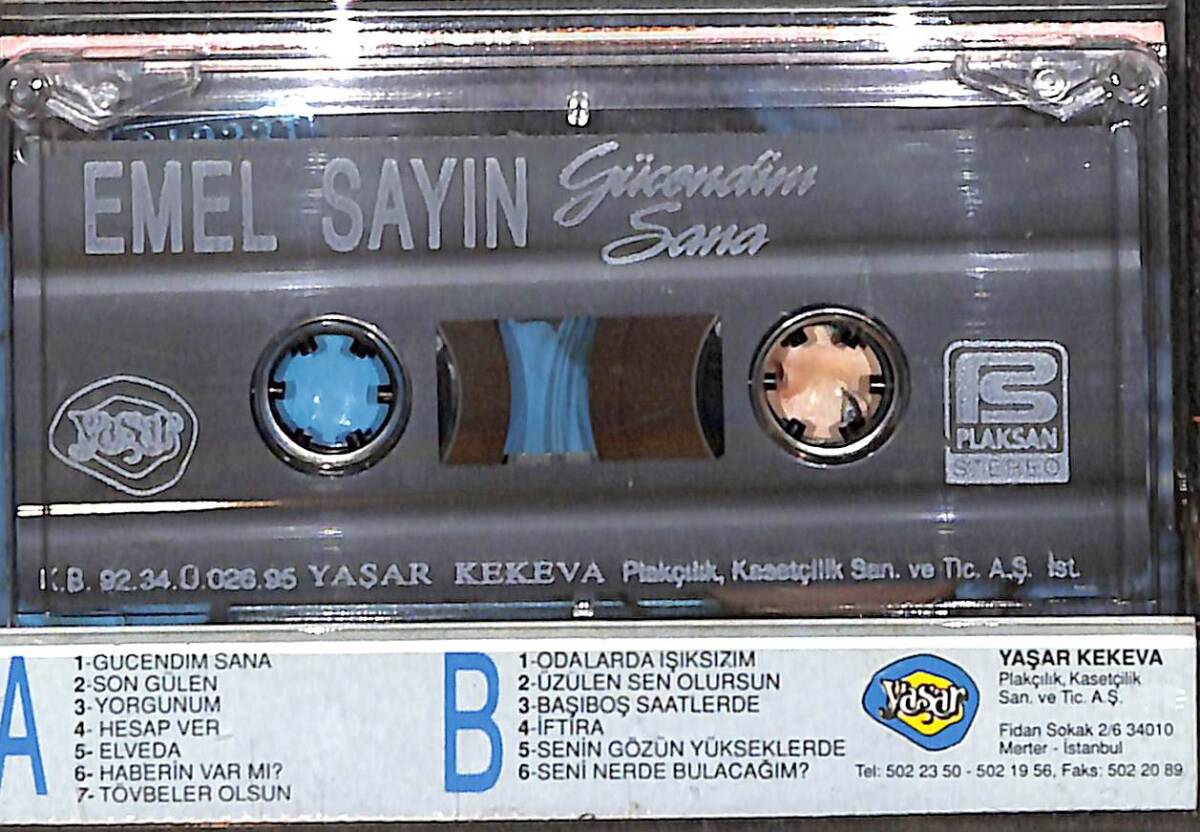 EMEL SAYIN
Gücendim
Sana
Yaşar
PS
PLAKSAN
STEREO
K.B. 92.34.Ü.026.95 YAŞAR KEKEVA Plakçılık, Kasetçilik San. ve Tic. A.Ş. İst.
A
1-GUCENDIM SANA
2-SON GÜLEN
3-YORGUNUM
4- HESAP VER
5- ELVEDA
6- HABERİN VAR MI?
7- TÖVBELER OLSUN
B
1-ODALARDA IŞIKSIZIM
2-ÜZÜLEN SEN OLURSUN
3-BAŞIBOŞ SAATLERDE
4-İFTİRA
5-SENİN GÖZÜN YÜKSEKLERDE
6-SENİ NERDE BULACAĞIM?
Yaşar
YAŞAR KEKEVA
Plakçılık, Kasetçilik
San. ve Tic. A.Ş.
Fidan Sokak 2/6 34010
Merter - İstanbul
Tel: 502 23 50 - 502 19 56, Faks: 502 20 89